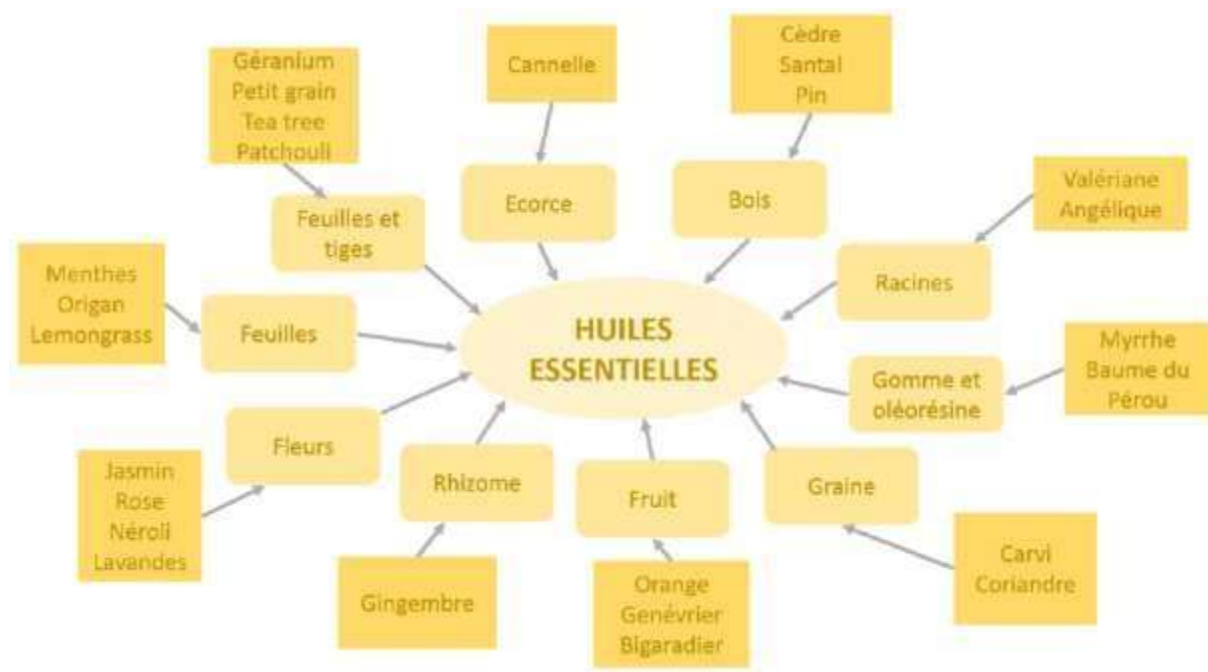 Géranium
Petit grain
Tea tree
Patchouli
Cannelle
Cèdre
Santal
Pin
Feuilles et
tiges
Ecorce
Bois
Valériane
Angélique
Menthes
Origan
Lemongrass
Feuilles
Racines
HUILES
ESSENTIELLES
Gomme et
oléorésine
Myrrhe
Baume du
Pérou
Fleurs
Rhizome
Fruit
Graine
Jasmin
Rose
Néroli
Lavandes
Gingembre
Orange
Genévrier
Bigaradier
Carvi
Coriandre